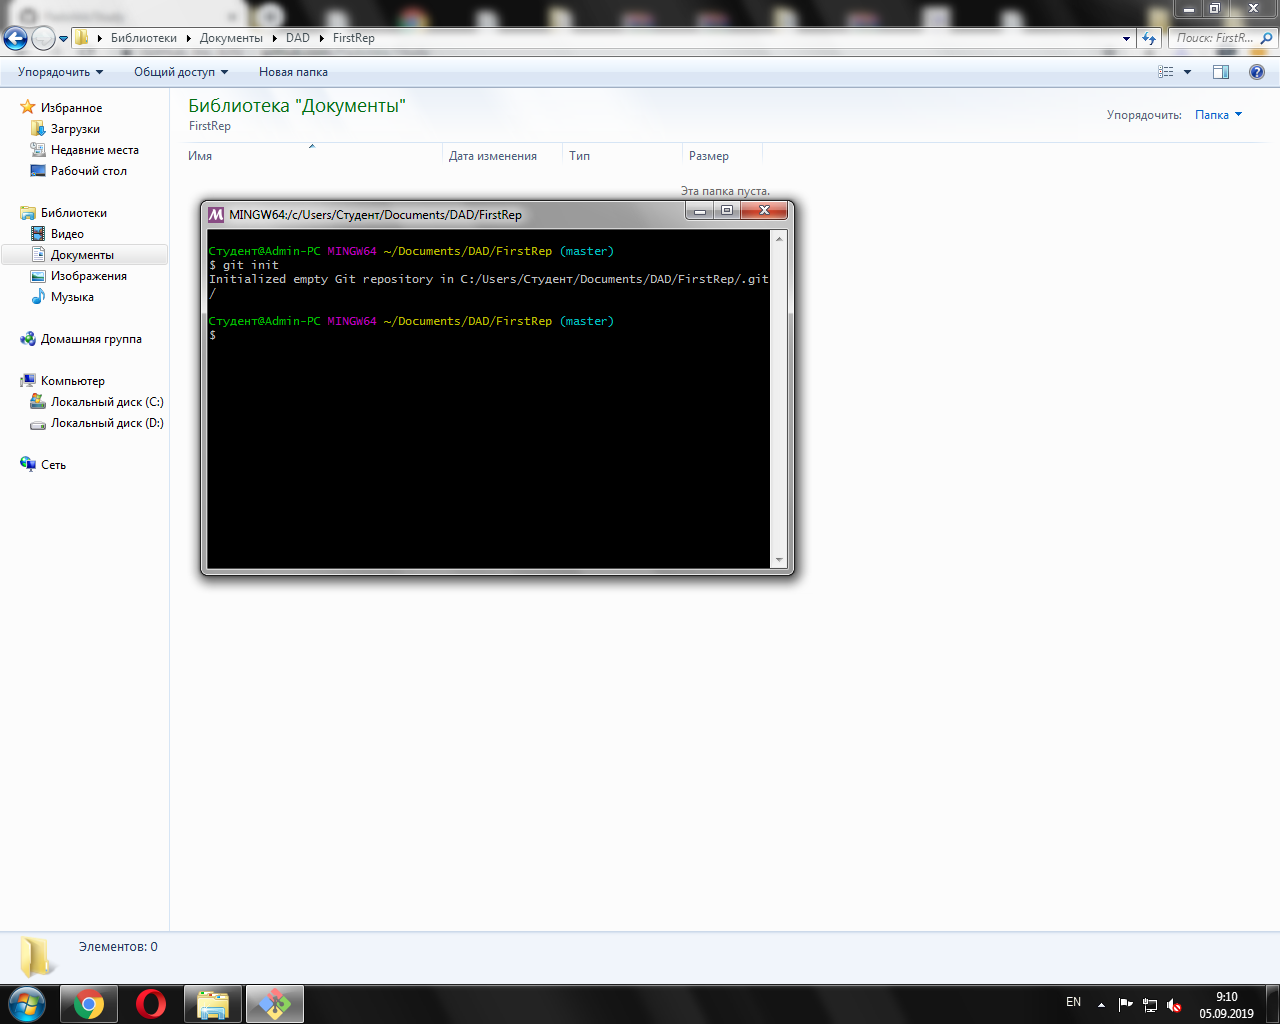 Библиотеки Документы DAD FirstRep
Поиск: FirstR...
Упорядочить Общий доступ Новая папка
Избранное
Загрузки
Недавние места
Рабочий стол
Библиотеки
Видео
Документы
Изображения
Музыка
Домашняя группа
Компьютер
Локальный диск (C:)
Локальный диск (D:)
Сеть
Библиотека "Документы"
FirstRep
Упорядочить: Папка
Имя Дата изменения Тип Размер
Эта папка пуста.
MINGW64:/c/Users/Студент/Documents/DAD/FirstRep
Студент@Admin-PC MINGW64 ~/Documents/DAD/FirstRep (master)
$ git init
Initialized empty Git repository in C:/Users/Студент/Documents/DAD/FirstRep/.git
/
Студент@Admin-PC MINGW64 ~/Documents/DAD/FirstRep (master)
$
Элементов: 0
EN
9:10
05.09.2019